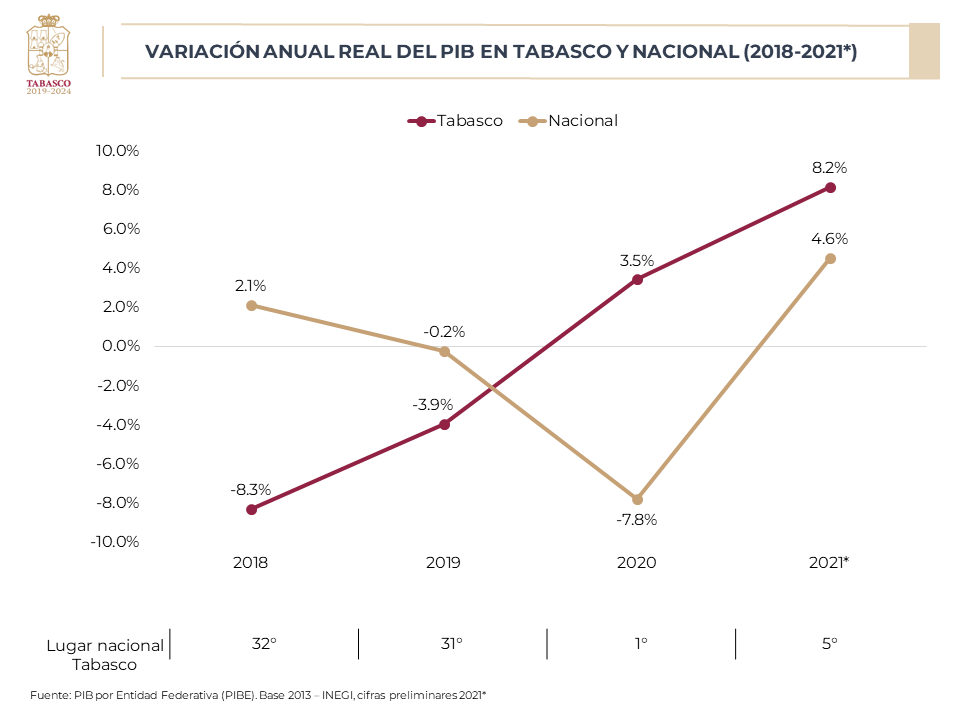 VARIACIÓN ANUAL REAL DEL PIB EN TABASCO Y NACIONAL (2018-2021*)
TABASCO
2019-2024
Tabasco Nacional
10.0%
8.0%
6.0%
4.0%
2.0%
0.0%
-2.0%
-4.0%
-6.0%
-8.0%
-10.0%
8.2%
4.6%
3.5%
2.1%
-0.2%
-3.9%
-8.3%
-7.8%
2018 2019 2020 2021*
Lugar nacional
Tabasco
32° 31° 1° 5°
Fuente: PIB por Entidad Federativa (PIBE). Base 2013 – INEGI, cifras preliminares 2021*